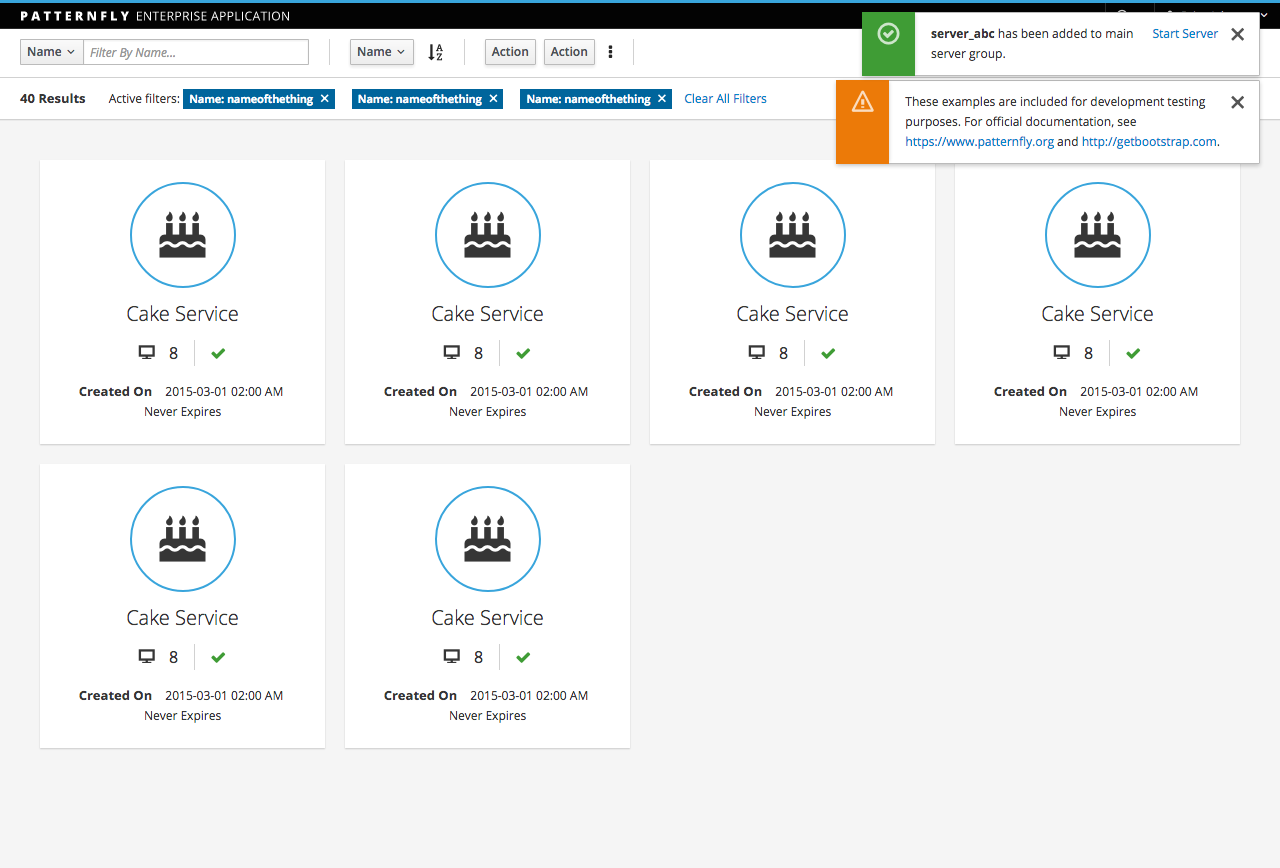 PATTERNFLY ENTERPRISE APPLICATION
server_abc has been added to main
server group.
Start Server
Name
Filter By Name...
Name
Action
Action
These examples are included for development testing
purposes. For official documentation, see
https://www.patternfly.org and http://getbootstrap.com.
40 Results Active filters: Name: nameofthething Name: nameofthething Name: nameofthething Clear All Filters
Cake Service
8
Created On 2015-03-01 02:00 AM
Never Expires
Cake Service
8
Created On 2015-03-01 02:00 AM
Never Expires
Cake Service
8
Created On 2015-03-01 02:00 AM
Never Expires
Cake Service
8
Created On 2015-03-01 02:00 AM
Never Expires
Cake Service
8
Created On 2015-03-01 02:00 AM
Never Expires
Cake Service
8
Created On 2015-03-01 02:00 AM
Never Expires